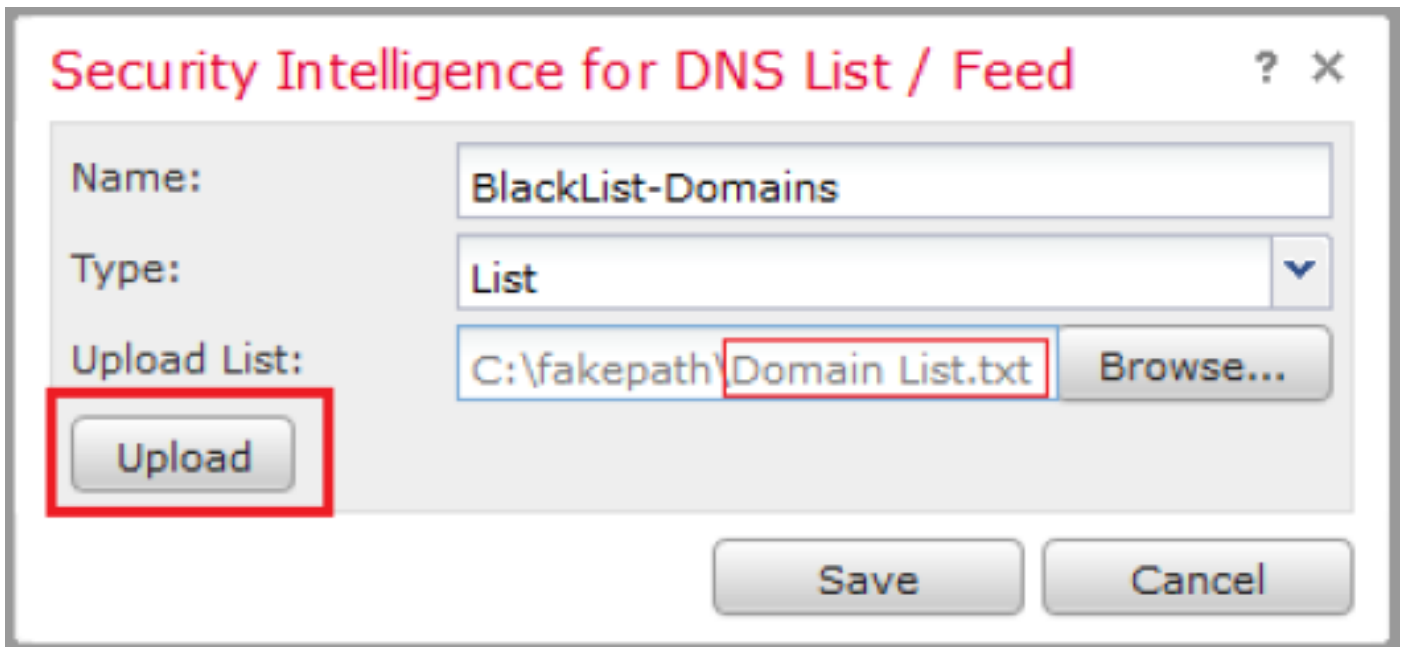 Security Intelligence for DNS List / Feed ? ×
Name: BlackList-Domains
Type: List
Upload List: C:\fakepath\Domain List.txt Browse...
Upload
Save Cancel